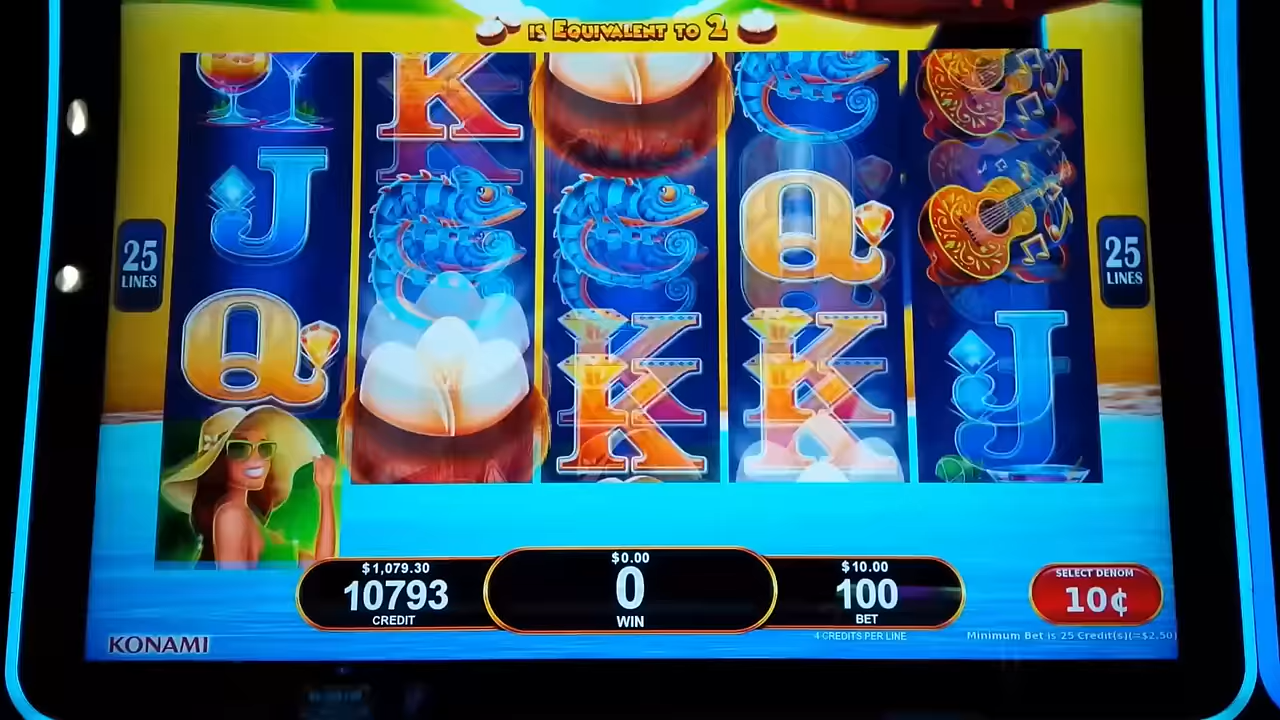 IS EQUIVALENT TO 2
K
J
Q
25
LINES
25
LINES
Q
K
K
J
$1,079.30
10793
CREDIT
$0.00
0
WIN
$10.00
100
BET
4 CREDITS PER LINE
SELECT DENOM
10¢
Minimum Bet is 25 Credit(s)(=$2.50)
KONAMI